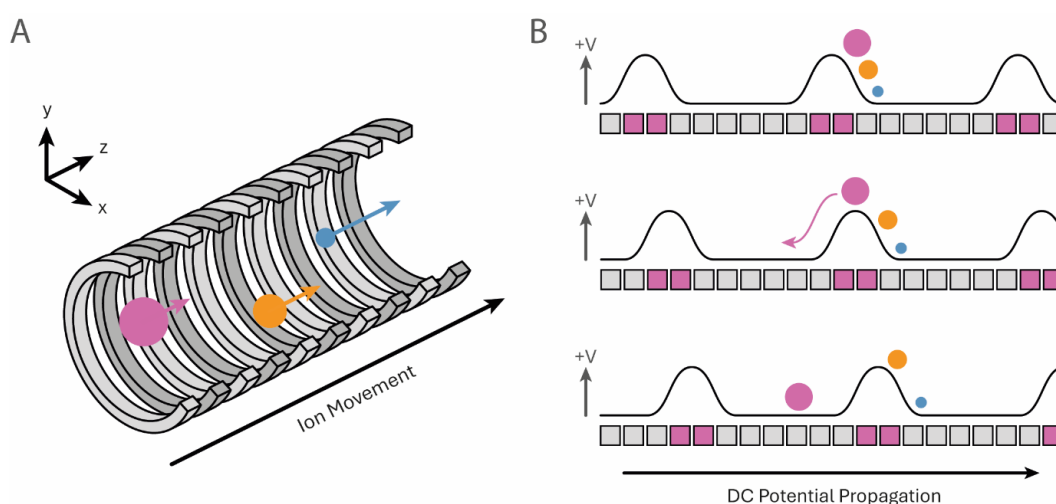 A
y
z
x
Ion Movement
B
+V
+V
+V
DC Potential Propagation